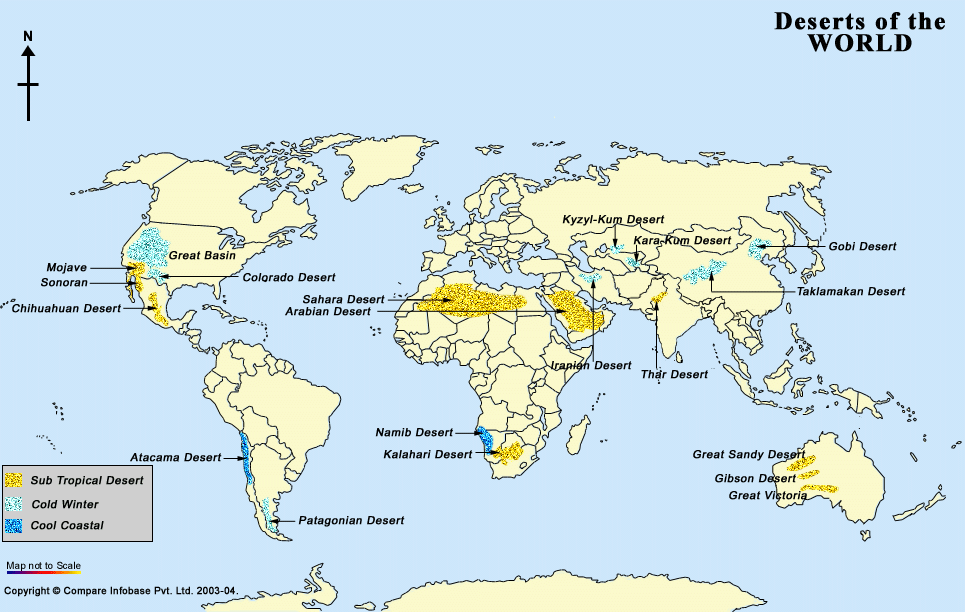 Deserts of the
WORLD
N
Kyzyl-Kum Desert
Kara-Kum Desert
Gobi Desert
Great Basin
Mojave
Colorado Desert
Sonoran
Taklamakan Desert
Sahara Desert
Chihuahuan Desert
Arabian Desert
Iranian Desert
Thar Desert
Namib Desert
Kalahari Desert
Great Sandy Desert
Atacama Desert
Gibson Desert
Great Victoria
Patagonian Desert
Sub Tropical Desert
Cold Winter
Cool Coastal
Map not to Scale
Copyright © Compare Infobase Pvt. Ltd. 2003-04.